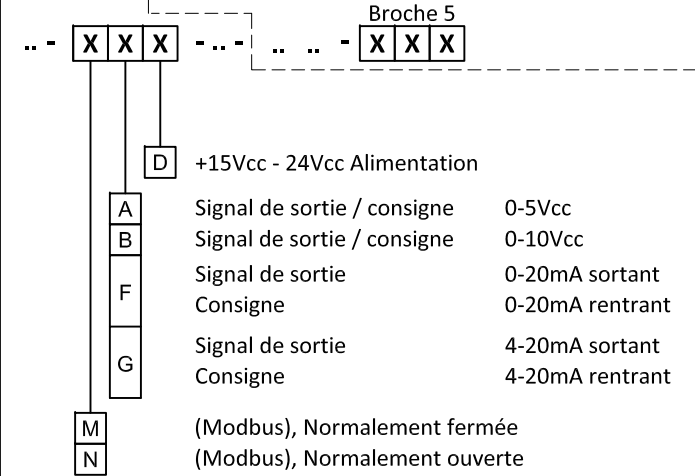 Broche 5
.. - X X X - .. - .. .. - X X X
D +15Vcc - 24Vcc Alimentation
A Signal de sortie / consigne 0-5Vcc
B Signal de sortie / consigne 0-10Vcc
F Signal de sortie 0-20mA sortant
Consigne 0-20mA rentrant
G Signal de sortie 4-20mA sortant
Consigne 4-20mA rentrant
M (Modbus), Normalement fermée
N (Modbus), Normalement ouverte